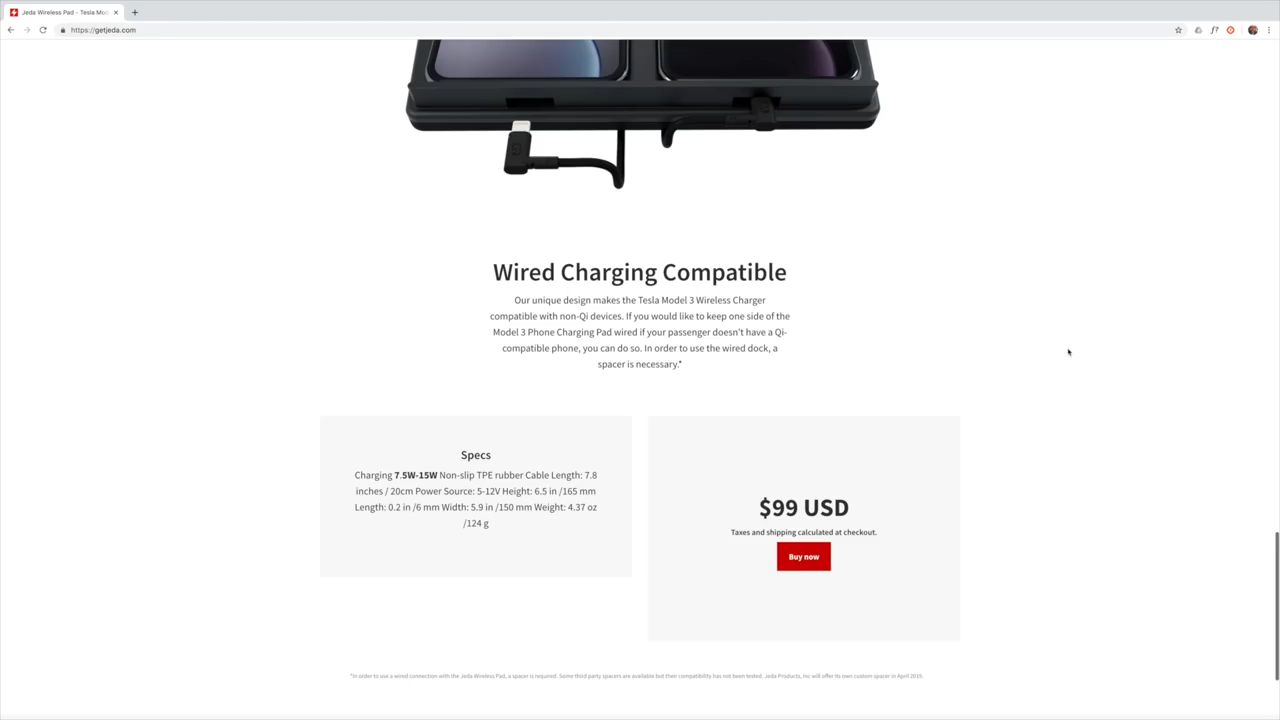 Jeda Wireless Pad - Tesla Mod
https://getjeda.com
Wired Charging Compatible
Our unique design makes the Tesla Model 3 Wireless Charger
compatible with non-Qi devices. If you would like to keep one side of the
Model 3 Phone Charging Pad wired if your passenger doesn't have a Qi-
compatible phone, you can do so. In order to use the wired dock, a
spacer is necessary.*
Specs
Charging 7.5W-15W Non-slip TPE rubber Cable Length: 7.8
inches / 20cm Power Source: 5-12V Height: 6.5 in /165 mm
Length: 0.2 in /6 mm Width: 5.9 in /150 mm Weight: 4.37 oz
/124 g
$99 USD
Taxes and shipping calculated at checkout.
Buy now
*In order to use a wired connection with the Jeda Wireless Pad, a spacer is required. Some third party spacers are available but their compatibility has not been tested. Jeda Products, Inc will offer its own custom spacer in April 2019.